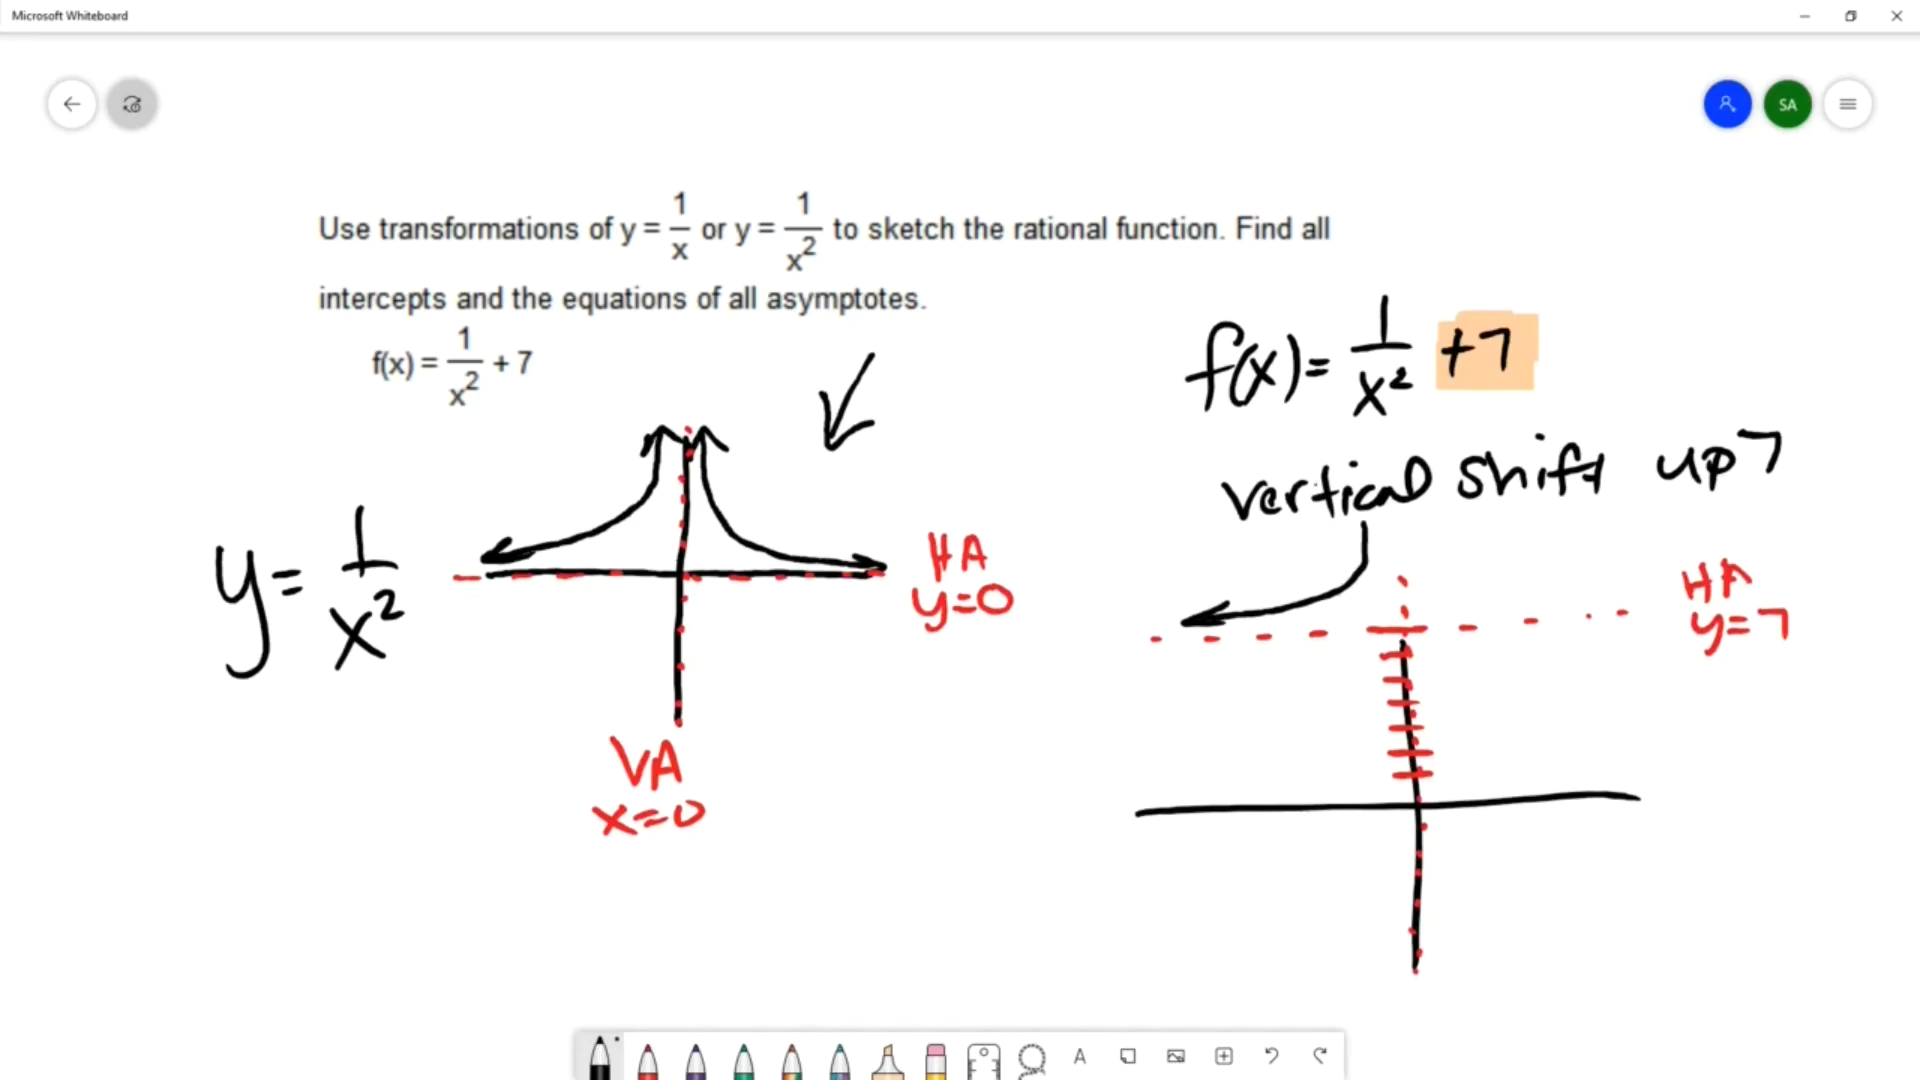 Microsoft Whiteboard
SA
Use transformations of y = 1/x or y = 1/x² to sketch the rational function. Find all
intercepts and the equations of all asymptotes.
f(x) = 1/x² + 7
f(x) = 1/x² + 7
vertical shift up 7
y = 1/x²
HA
y=0
VA
x=0
HA
y=7
A